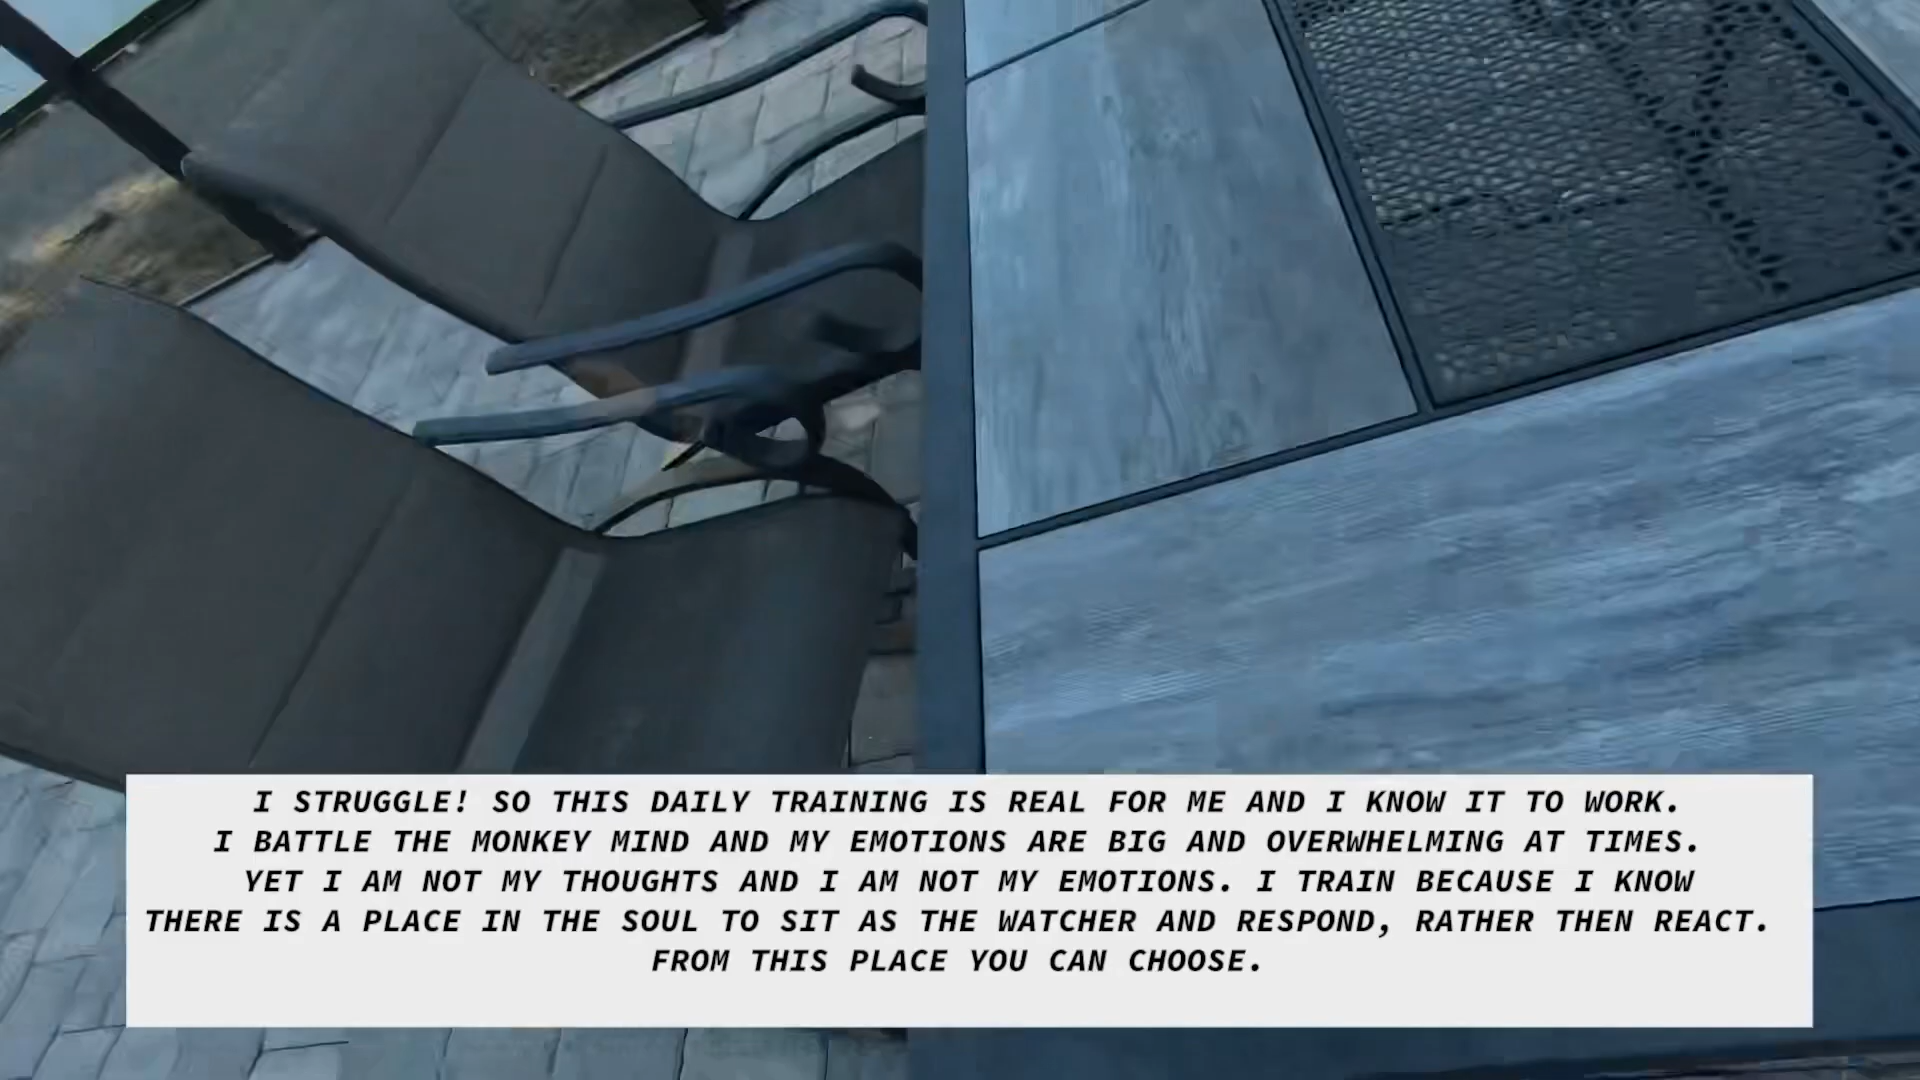 I STRUGGLE! SO THIS DAILY TRAINING IS REAL FOR ME AND I KNOW IT TO WORK.
I BATTLE THE MONKEY MIND AND MY EMOTIONS ARE BIG AND OVERWHELMING AT TIMES.
YET I AM NOT MY THOUGHTS AND I AM NOT MY EMOTIONS. I TRAIN BECAUSE I KNOW
THERE IS A PLACE IN THE SOUL TO SIT AS THE WATCHER AND RESPOND, RATHER THEN REACT.
FROM THIS PLACE YOU CAN CHOOSE.